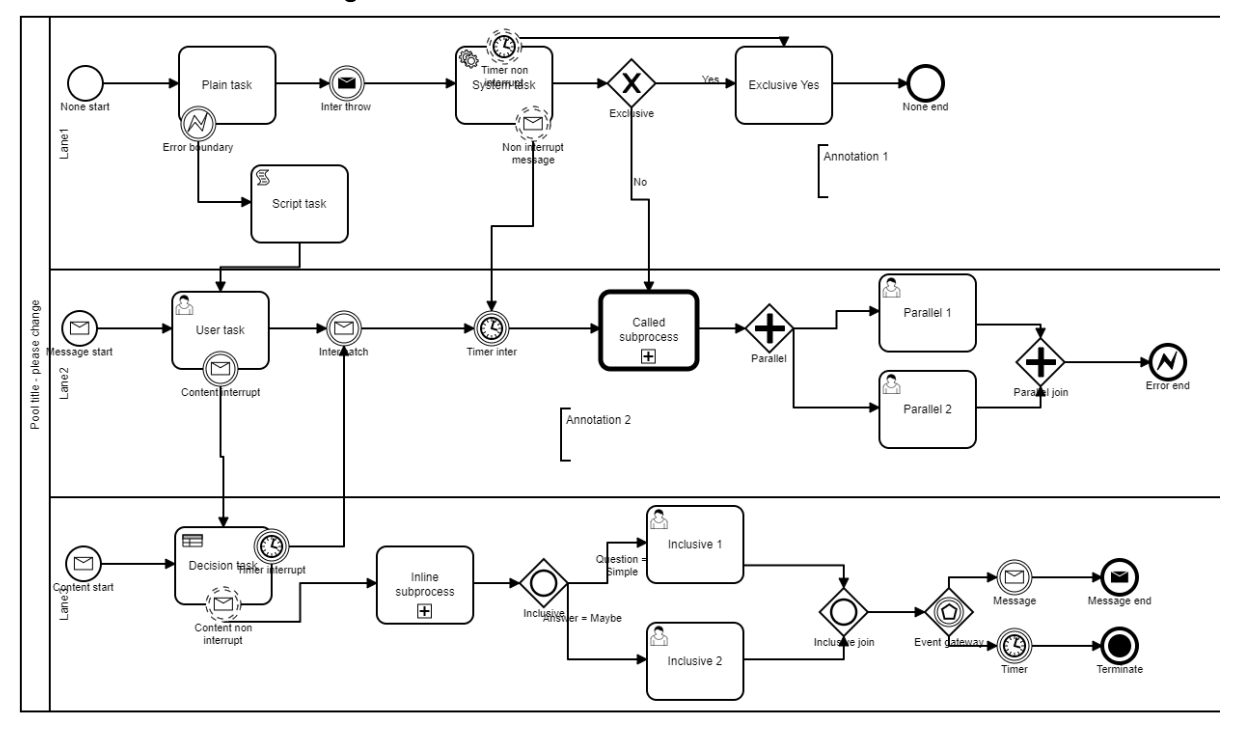 Pool title - please change
Lane1
None start
Plain task
Error boundary
Inter throw
Timer non
interrupt
System task
Non interrupt
message
Exclusive
Yes
No
Exclusive Yes
None end
Annotation 1
Script task
Lane2
Message start
User task
Content interrupt
Inter catch
Timer inter
Called
subprocess
Parallel
Parallel 1
Parallel 2
Parallel join
Error end
Annotation 2
Lane3
Content start
Decision task
Timer interrupt
Content non
interrupt
Inline
subprocess
Inclusive
Question =
Simple
Answer = Maybe
Inclusive 1
Inclusive 2
Inclusive join
Event gateway
Message
Message end
Timer
Terminate